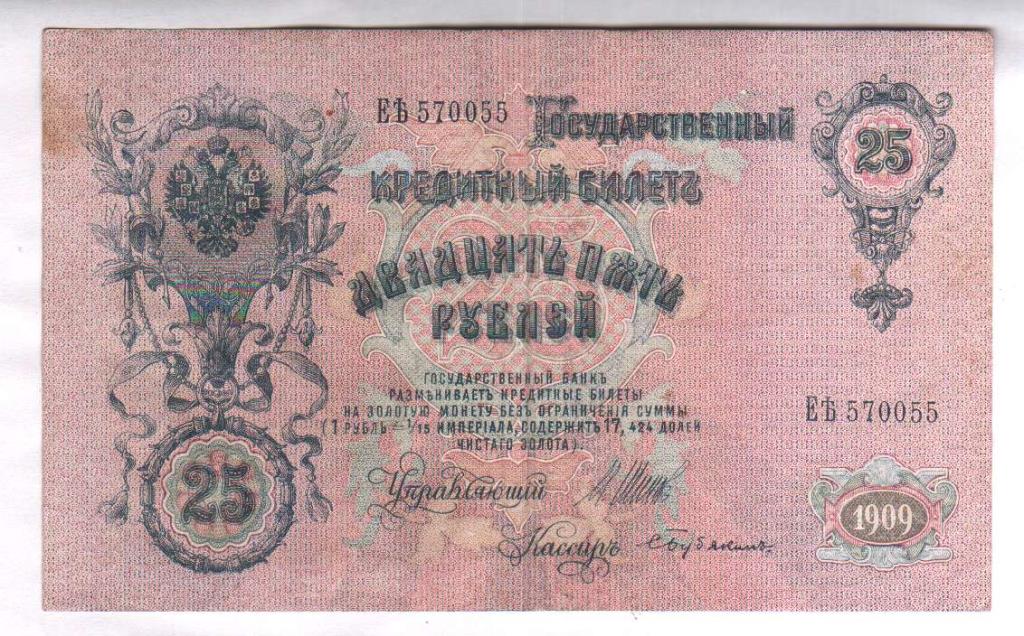 ЕѢ 570055
Государственный
25
кредитный билетъ
двадцать пять
рублей
Государственный банкъ
размѣниваетъ кредитные билеты
на золотую монету безъ ограниченія суммы
(1 рубль = 1/15 имперіала, содержитъ 17,424 долей
чистаго золота).
ЕѢ 570055
25
Управляющій
1909
Кассиръ